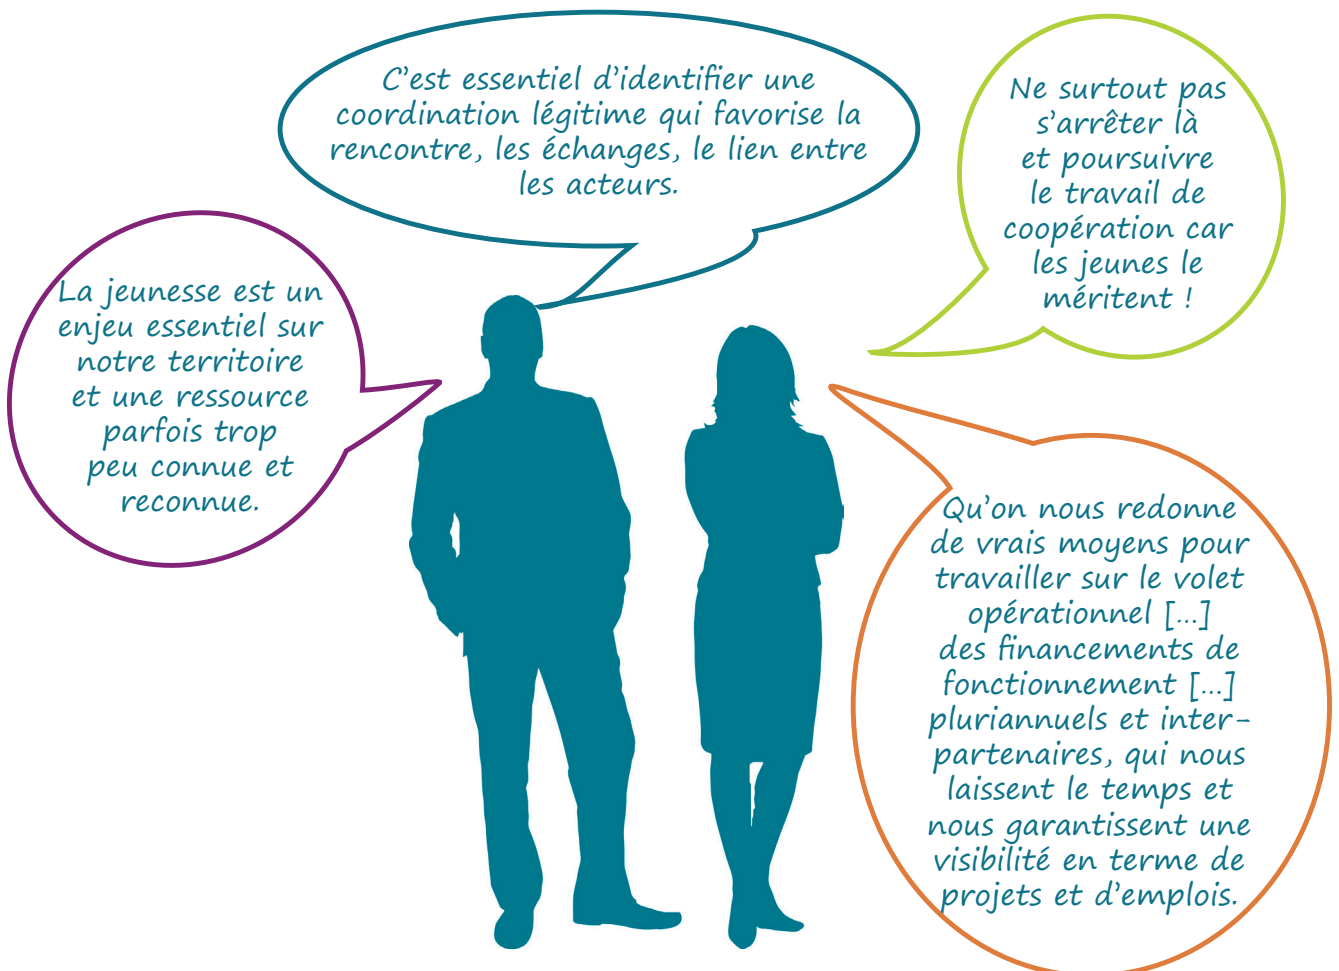 C'est essentiel d'identifier une
coordination légitime qui favorise la
rencontre, les échanges, le lien entre
les acteurs.
Ne surtout pas
s'arrêter là
et poursuivre
le travail de
coopération car
les jeunes le
méritent !
La jeunesse est un
enjeu essentiel sur
notre territoire
et une ressource
parfois trop
peu connue et
reconnue.
Qu'on nous redonne
de vrais moyens pour
travailler sur le volet
opérationnel [...]
des financements de
fonctionnement [...]
pluriannuels et inter-
partenaires, qui nous
laissent le temps et
nous garantissent une
visibilité en terme de
projets et d'emplois.